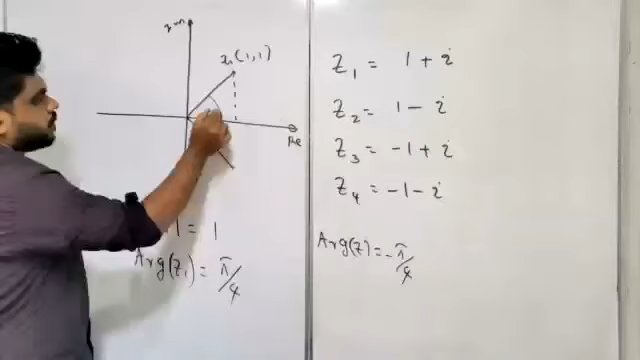 Im
z₁(1,1)
Re
1 = 1
Arg(z₁) = π/4
Z₁ = 1 + i
Z₂ = 1 - i
Z₃ = -1 + i
Z₄ = -1 - i
Arg(z) = -π/4